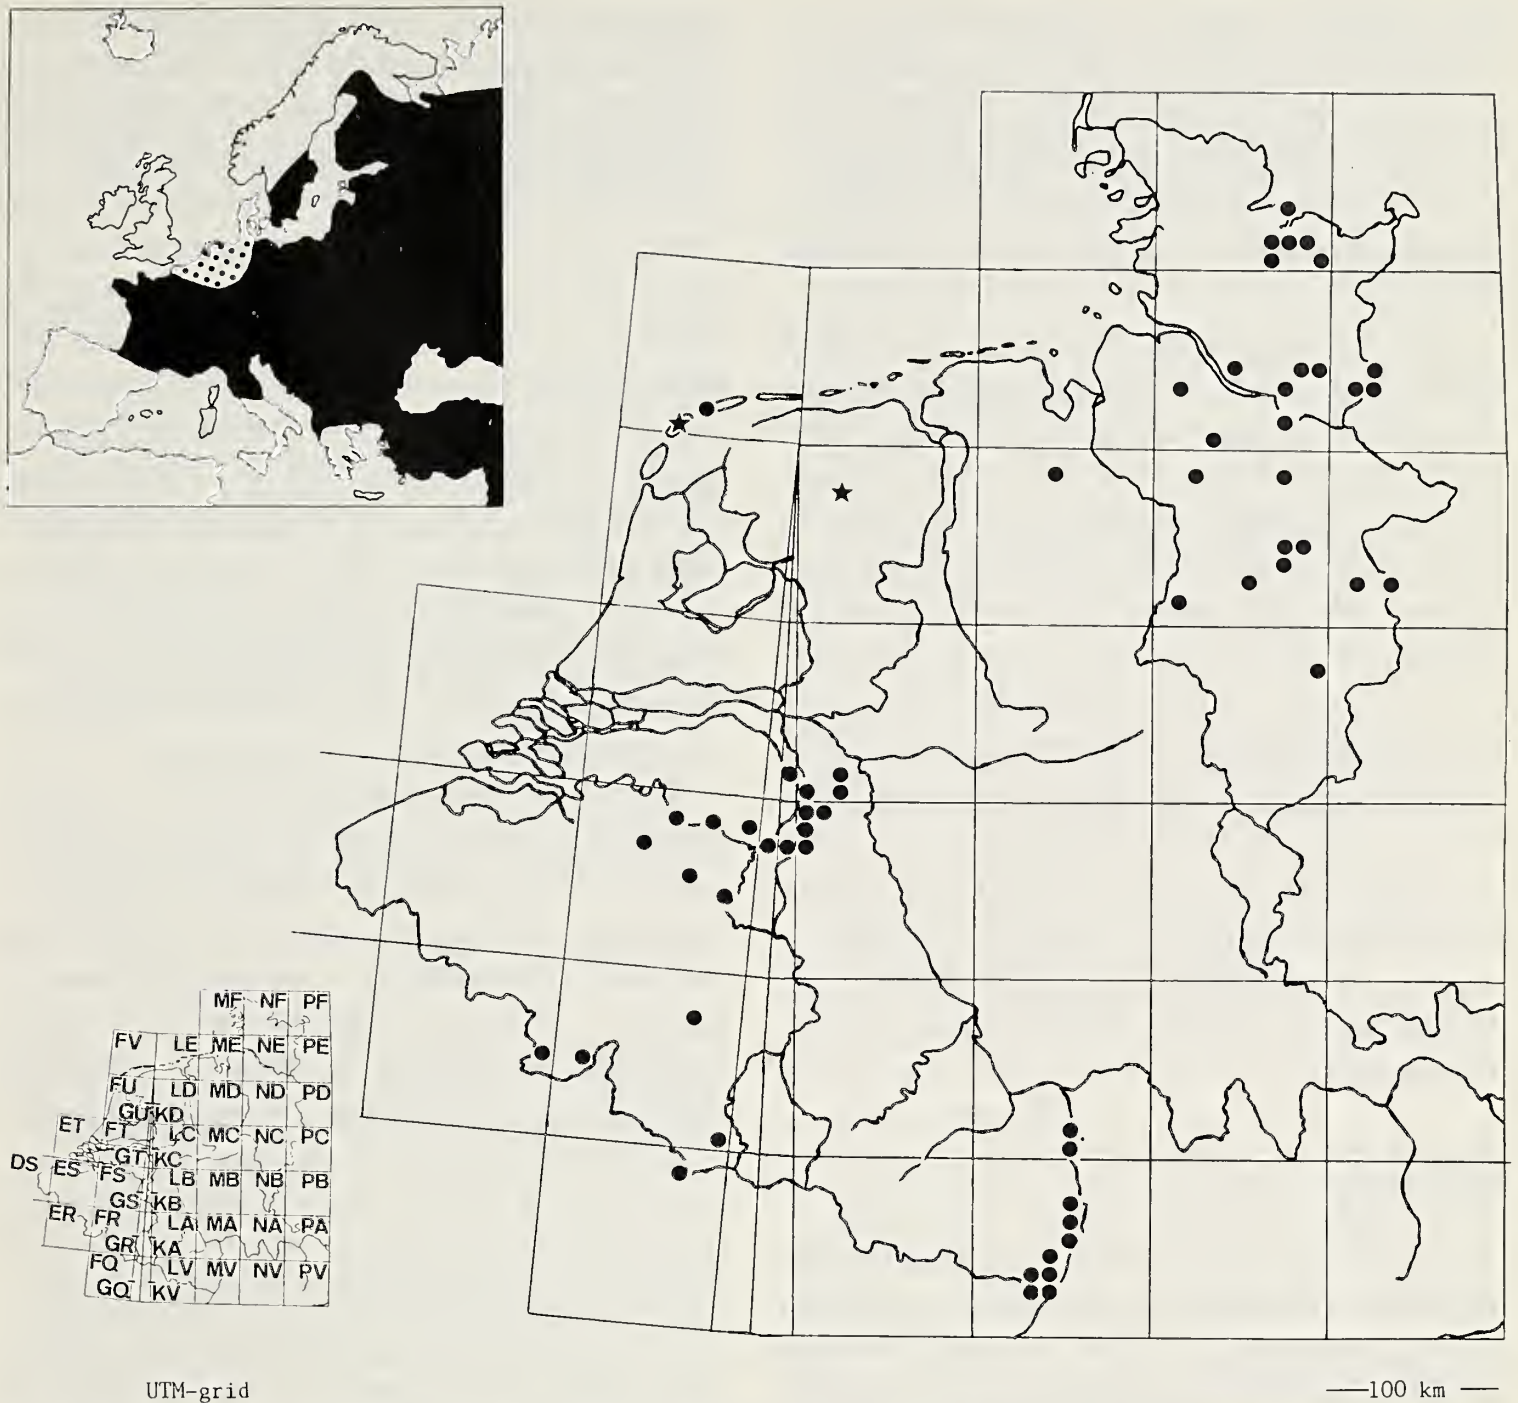 MF NF PF
FV LE ME NE PE
FU LD MD ND PD
GU KD
ET FT LC MC NC PC
GT KC
DS ES FS LB MB NB PB
GS KB
ER FR LA MA NA PA
GR KA
FQ LV MV NV PV
GQ KV
UTM-grid
100 km